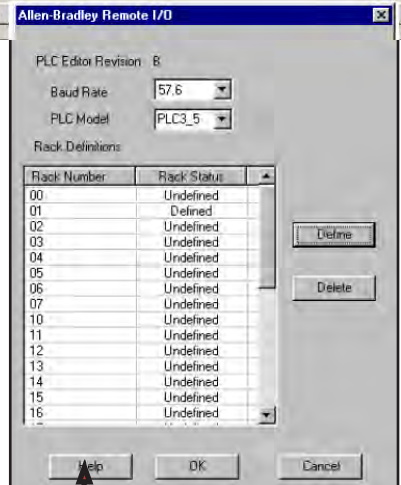 Allen-Bradley Remote I/O
PLC Editor Revision B
Baud Rate 57.6
PLC Model PLC3_5
Rack Definitions
Rack Number Rack Status
00 Undefined
01 Defined
02 Undefined
03 Undefined
04 Undefined
05 Undefined
06 Undefined
07 Undefined
10 Undefined
11 Undefined
12 Undefined
13 Undefined
14 Undefined
15 Undefined
16 Undefined
Define
Delete
Help OK Cancel